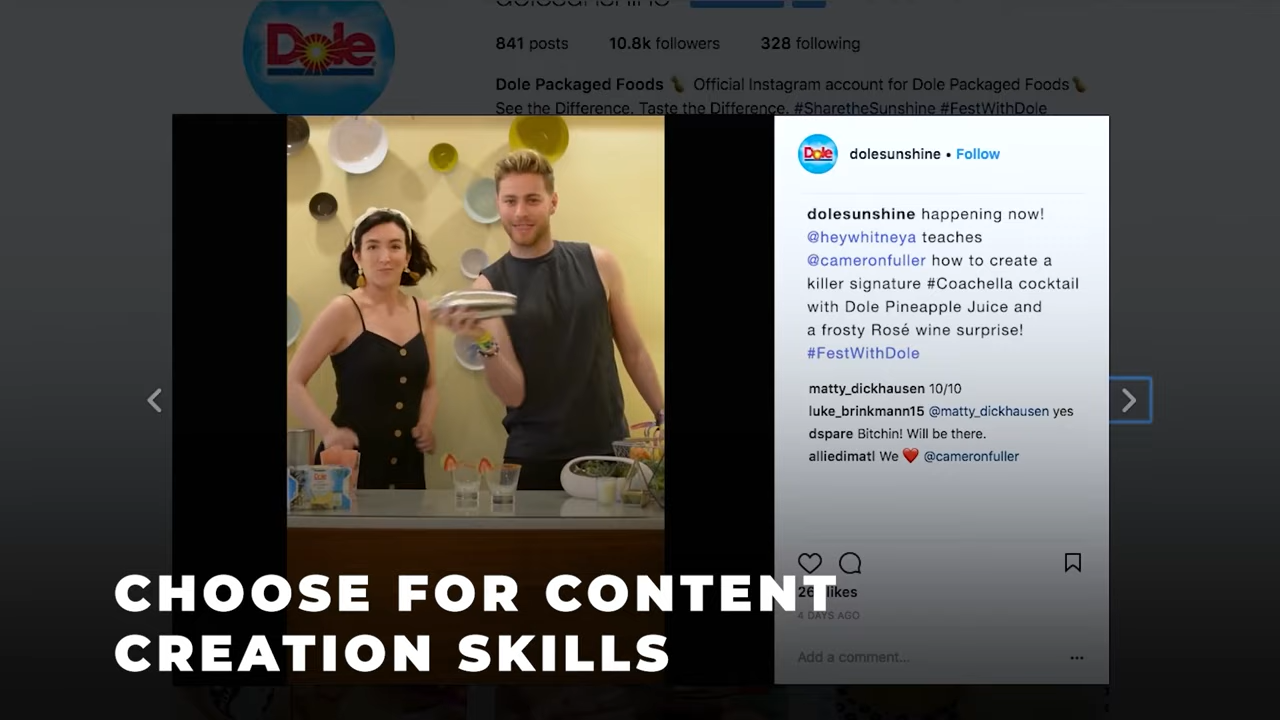 dolesunshine
Dole
841 posts 10.8k followers 328 following
Dole Packaged Foods 🍍 Official Instagram account for Dole Packaged Foods🍍
See the Difference. Taste the Difference. #SharetheSunshine #FestWithDole
Dole
dolesunshine • Follow
dolesunshine happening now!
@heywhitneya teaches
@cameronfuller how to create a
killer signature #Coachella cocktail
with Dole Pineapple Juice and
a frosty Rosé wine surprise!
#FestWithDole
matty_dickhausen 10/10
luke_brinkmann15 @matty_dickhausen yes
dspare Bitchin! Will be there.
alliedimatl We ❤️ @cameronfuller
likes
4 DAYS AGO
Add a comment...
CHOOSE FOR CONTENT
CREATION SKILLS